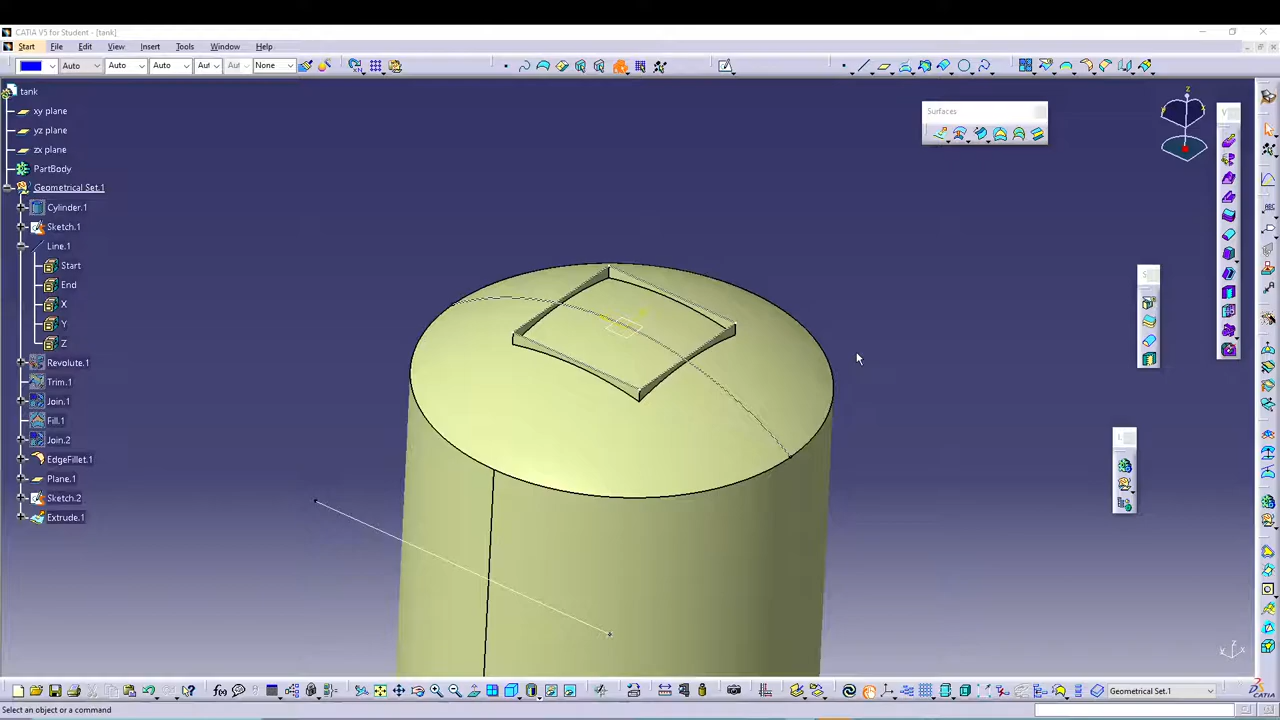 CATIA V5 for Student - [tank]
Start File Edit View Insert Tools Window Help
Auto Auto Auto Aut Aut None
tank
xy plane
yz plane
zx plane
PartBody
Geometrical Set.1
Cylinder.1
Sketch.1
Line.1
Start
End
X
Y
Z
Revolute.1
Trim.1
Join.1
Fill.1
Join.2
EdgeFillet.1
Plane.1
Sketch.2
Extrude.1
Surfaces
V
S
L
z
Geometrical Set.1
Select an object or a command